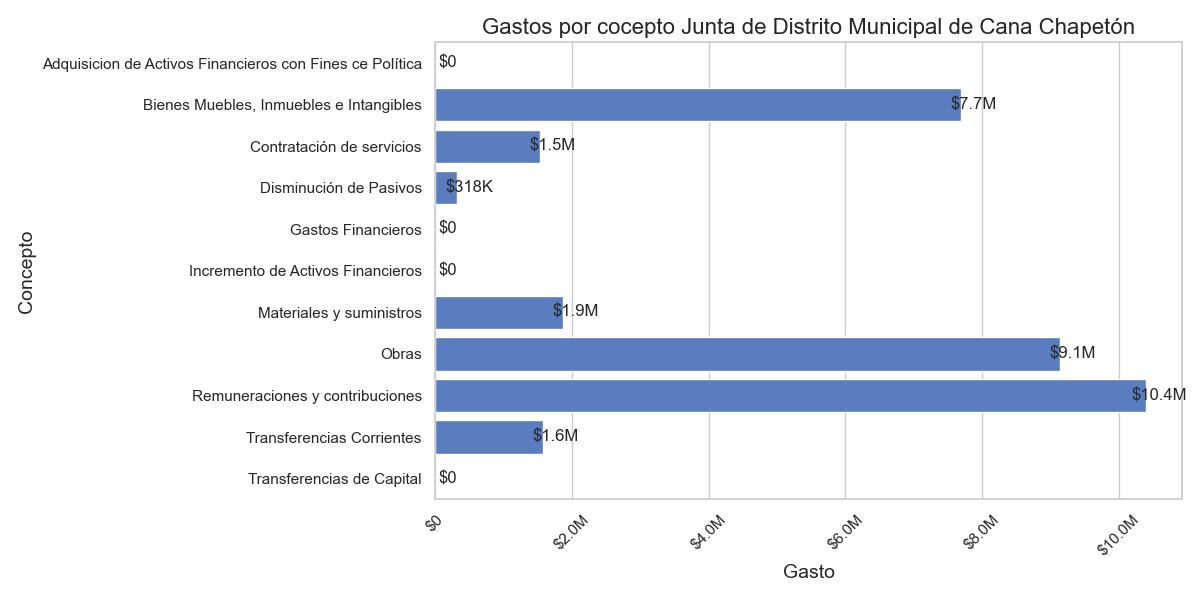 Gastos por cocepto Junta de Distrito Municipal de Cana Chapetón
Concepto
Adquisicion de Activos Financieros con Fines ce Política $0
Bienes Muebles, Inmuebles e Intangibles $7.7M
Contratación de servicios $1.5M
Disminución de Pasivos $318K
Gastos Financieros $0
Incremento de Activos Financieros $0
Materiales y suministros $1.9M
Obras $9.1M
Remuneraciones y contribuciones $10.4M
Transferencias Corrientes $1.6M
Transferencias de Capital $0
$0 $2.0M $4.0M $6.0M $8.0M $10.0M
Gasto